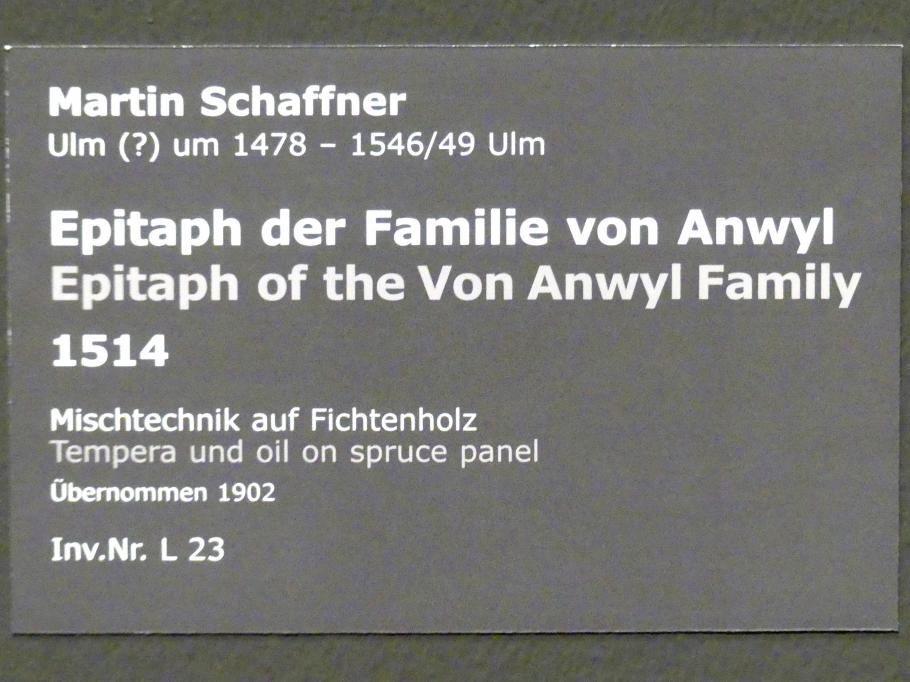 Martin Schaffner
Ulm (?) um 1478 – 1546/49 Ulm
Epitaph der Familie von Anwyl
Epitaph of the Von Anwyl Family
1514
Mischtechnik auf Fichtenholz
Tempera und oil on spruce panel
Übernommen 1902
Inv.Nr. L 23